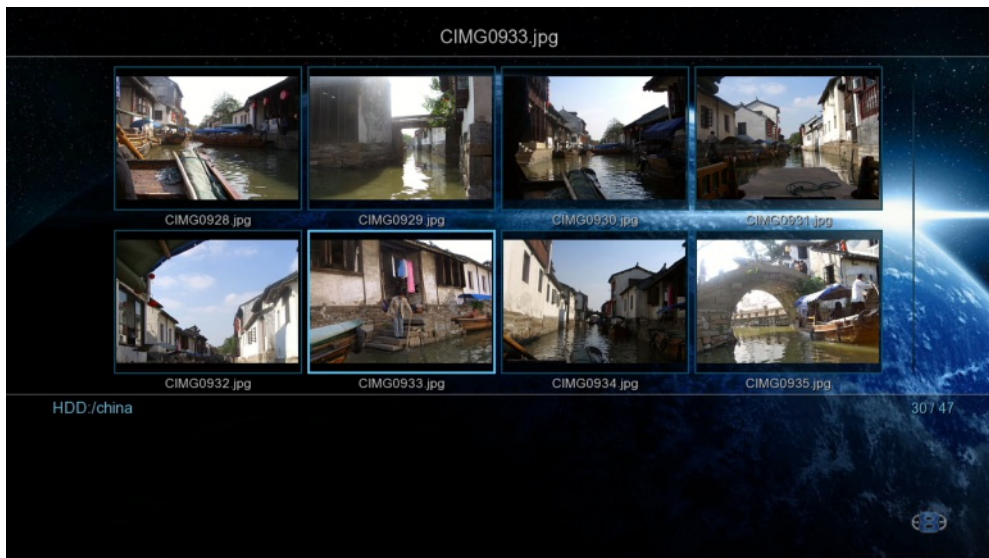 CIMG0933.jpg
CIMG0928.jpg CIMG0929.jpg CIMG0930.jpg CIMG0931.jpg
CIMG0932.jpg CIMG0933.jpg CIMG0934.jpg CIMG0935.jpg
HDD:/china 30 / 47